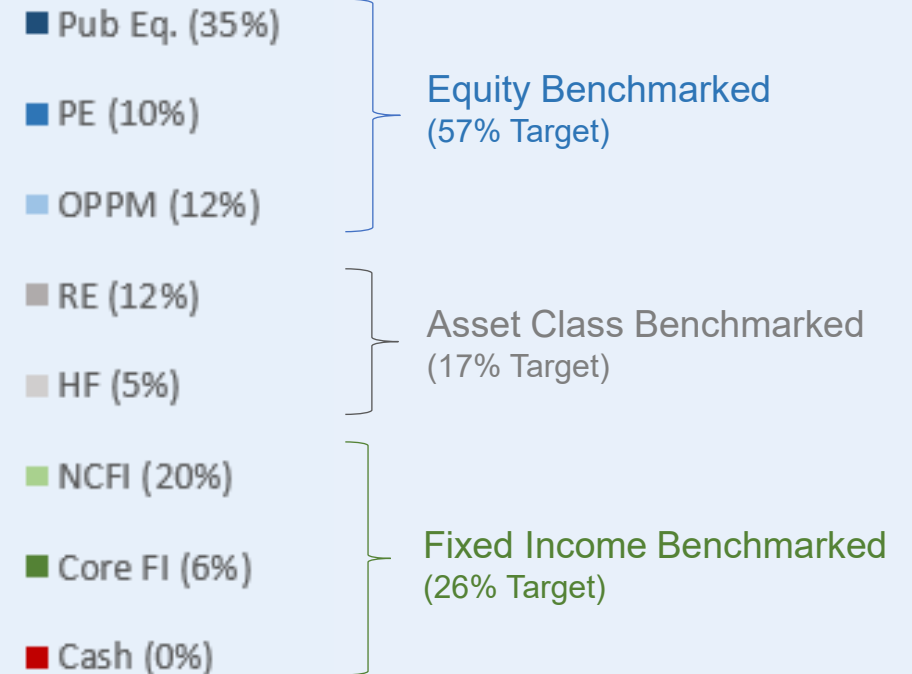 Pub Eq. (35%)
PE (10%)
OPPM (12%)
Equity Benchmarked
(57% Target)
RE (12%)
HF (5%)
Asset Class Benchmarked
(17% Target)
NCFI (20%)
Core FI (6%)
Cash (0%)
Fixed Income Benchmarked
(26% Target)